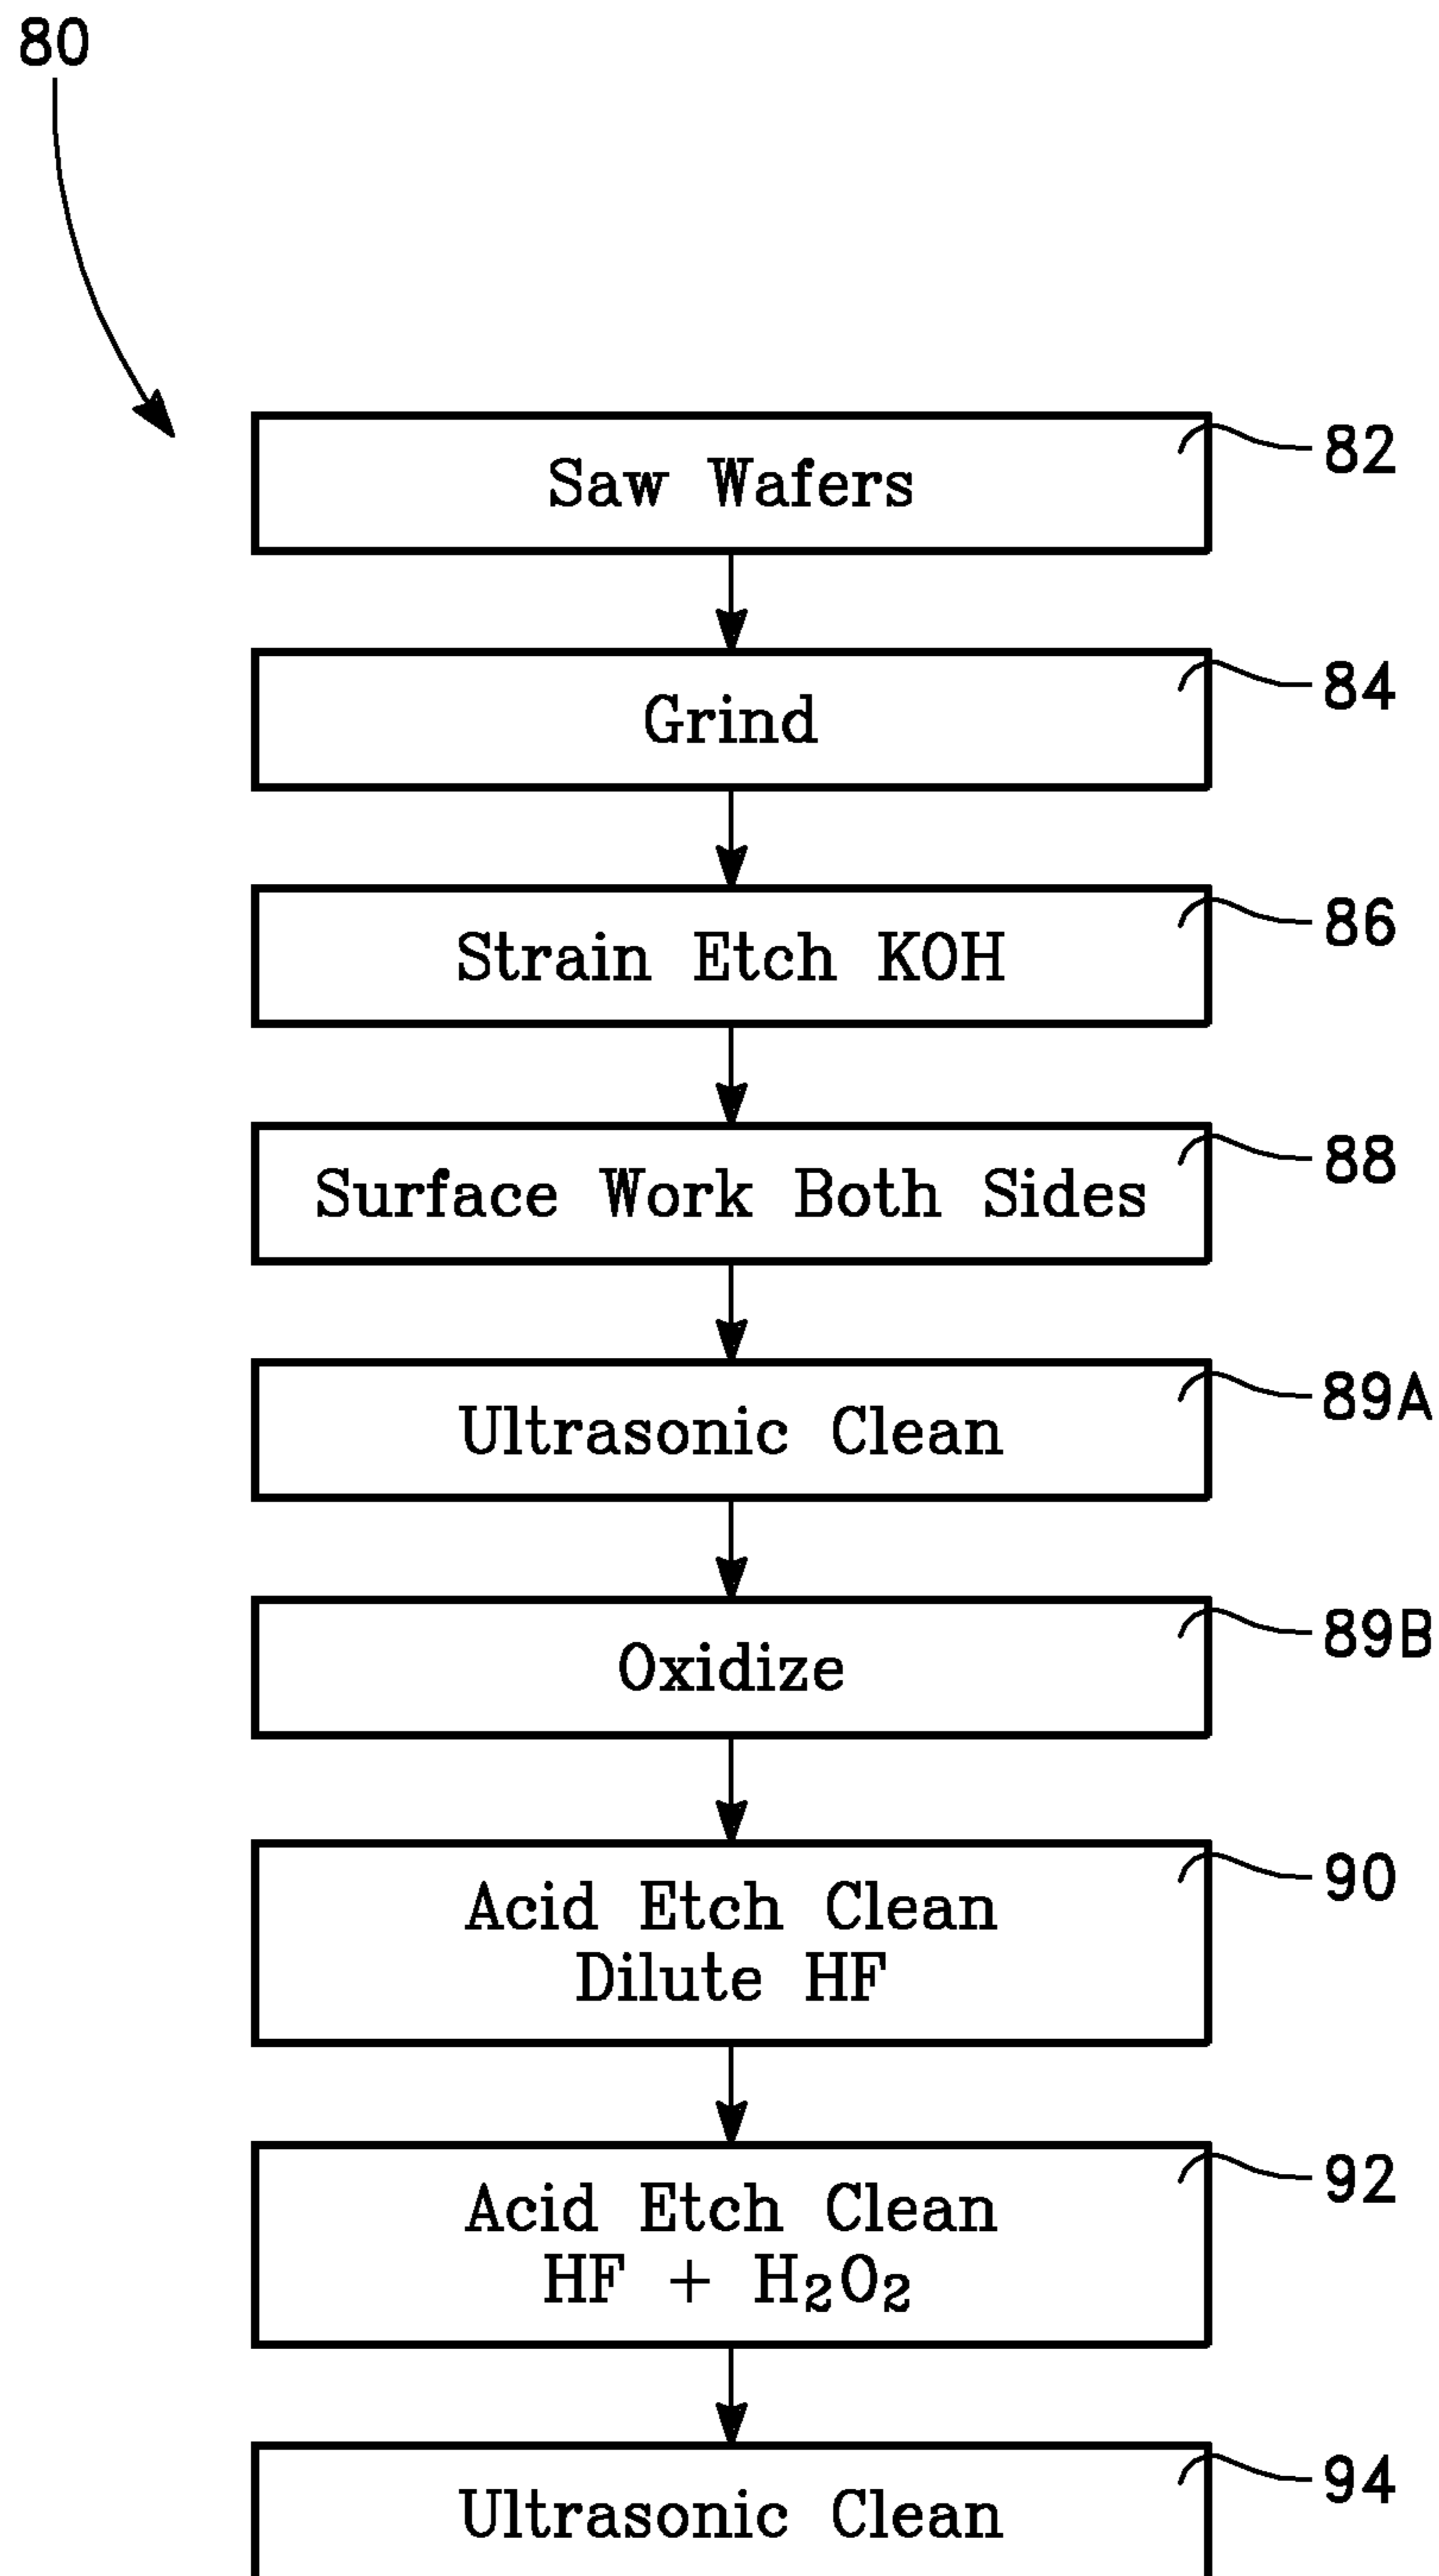 80
Saw Wafers
82
Grind
84
Strain Etch KOH
86
Surface Work Both Sides
88
Ultrasonic Clean
89A
Oxidize
89B
Acid Etch Clean
Dilute HF
90
Acid Etch Clean
HF + H₂O₂
92
Ultrasonic Clean
94